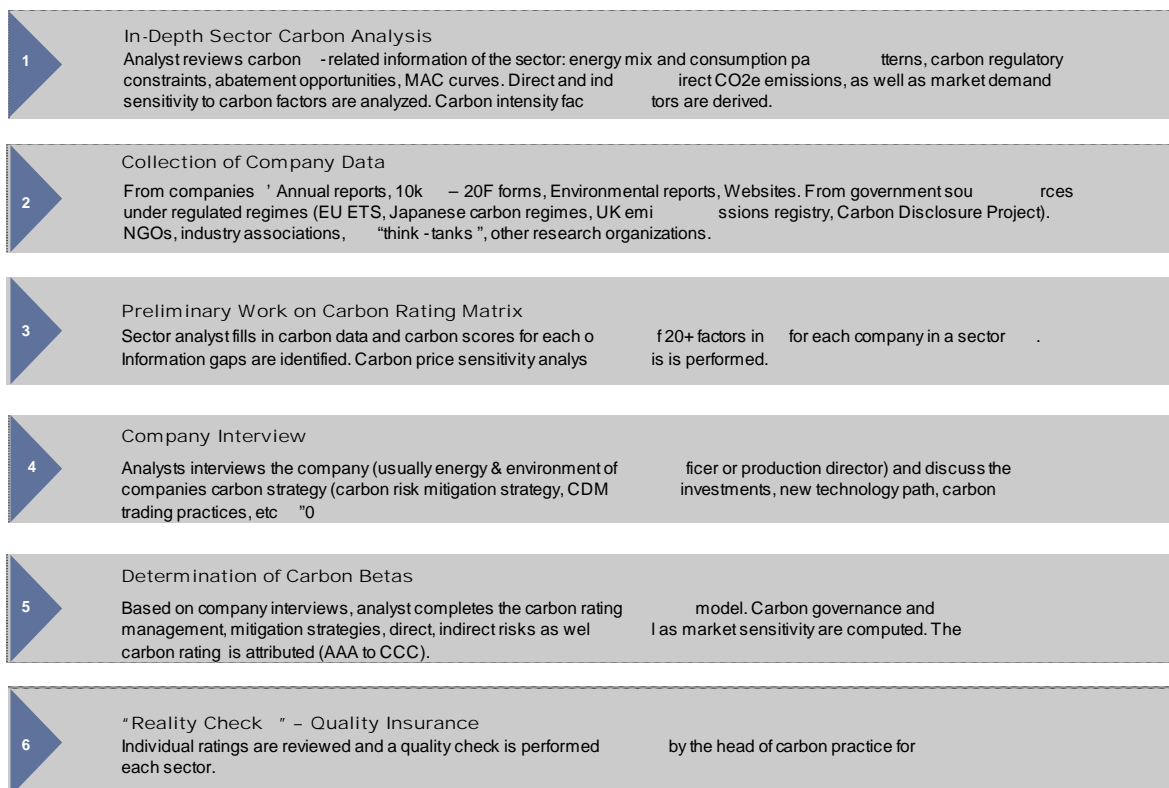 1
In-Depth Sector Carbon Analysis
Analyst reviews carbon -related information of the sector: energy mix and consumption pa tterns, carbon regulatory
constraints, abatement opportunities, MAC curves. Direct and ind irect CO2e emissions, as well as market demand
sensitivity to carbon factors are analyzed. Carbon intensity fac tors are derived.
2
Collection of Company Data
From companies ’ Annual reports, 10k – 20F forms, Environmental reports, Websites. From government sou rces
under regulated regimes (EU ETS, Japanese carbon regimes, UK emi ssions registry, Carbon Disclosure Project).
NGOs, industry associations, “think -tanks ”, other research organizations.
3
Preliminary Work on Carbon Rating Matrix
Sector analyst fills in carbon data and carbon scores for each o f 20+ factors in for each company in a sector .
Information gaps are identified. Carbon price sensitivity analys is is performed.
4
Company Interview
Analysts interviews the company (usually energy & environment of ficer or production director) and discuss the
companies carbon strategy (carbon risk mitigation strategy, CDM investments, new technology path, carbon
trading practices, etc ”0
5
Determination of Carbon Betas
Based on company interviews, analyst completes the carbon rating model. Carbon governance and
management, mitigation strategies, direct, indirect risks as wel l as market sensitivity are computed. The
carbon rating is attributed (AAA to CCC).
6
“Reality Check ” – Quality Insurance
Individual ratings are reviewed and a quality check is performed by the head of carbon practice for
each sector.